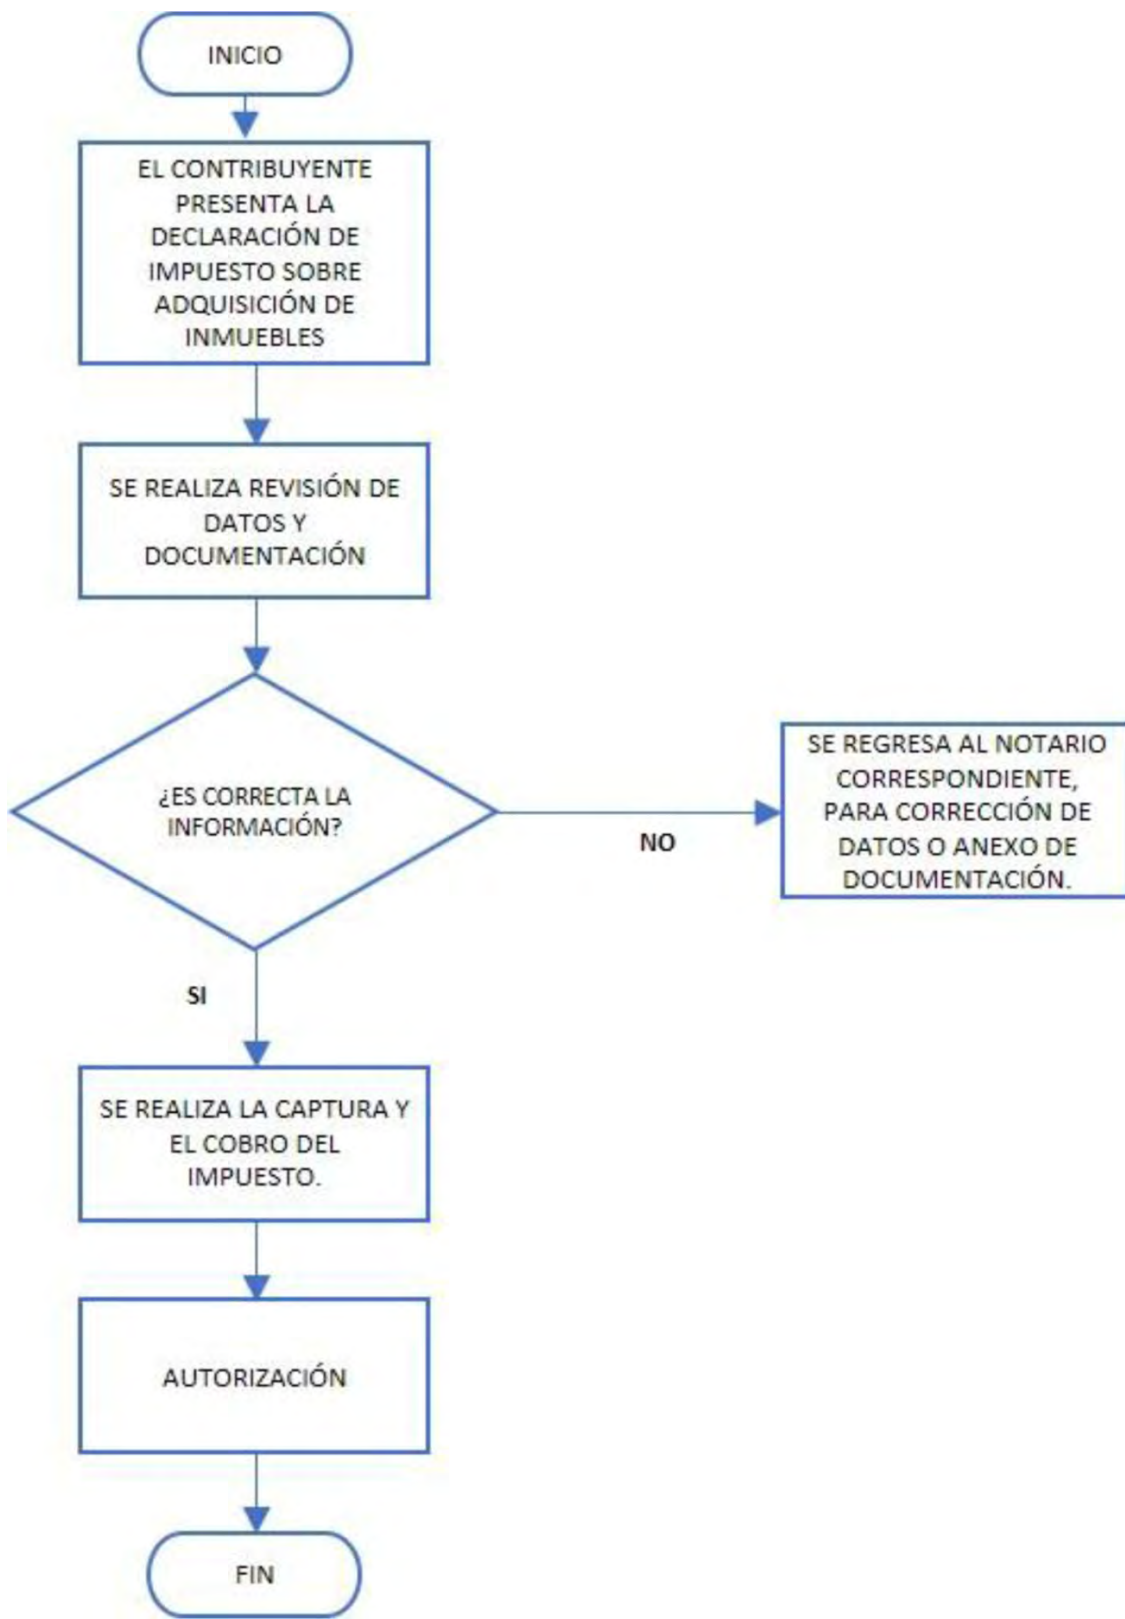 INICIO
EL CONTRIBUYENTE
PRESENTA LA
DECLARACIÓN DE
IMPUESTO SOBRE
ADQUISICIÓN DE
INMUEBLES
SE REALIZA REVISIÓN DE
DATOS Y
DOCUMENTACIÓN
¿ES CORRECTA LA
INFORMACIÓN?
NO
SE REGRESA AL NOTARIO
CORRESPONDIENTE,
PARA CORRECCIÓN DE
DATOS O ANEXO DE
DOCUMENTACIÓN.
SI
SE REALIZA LA CAPTURA Y
EL COBRO DEL
IMPUESTO.
AUTORIZACIÓN
FIN